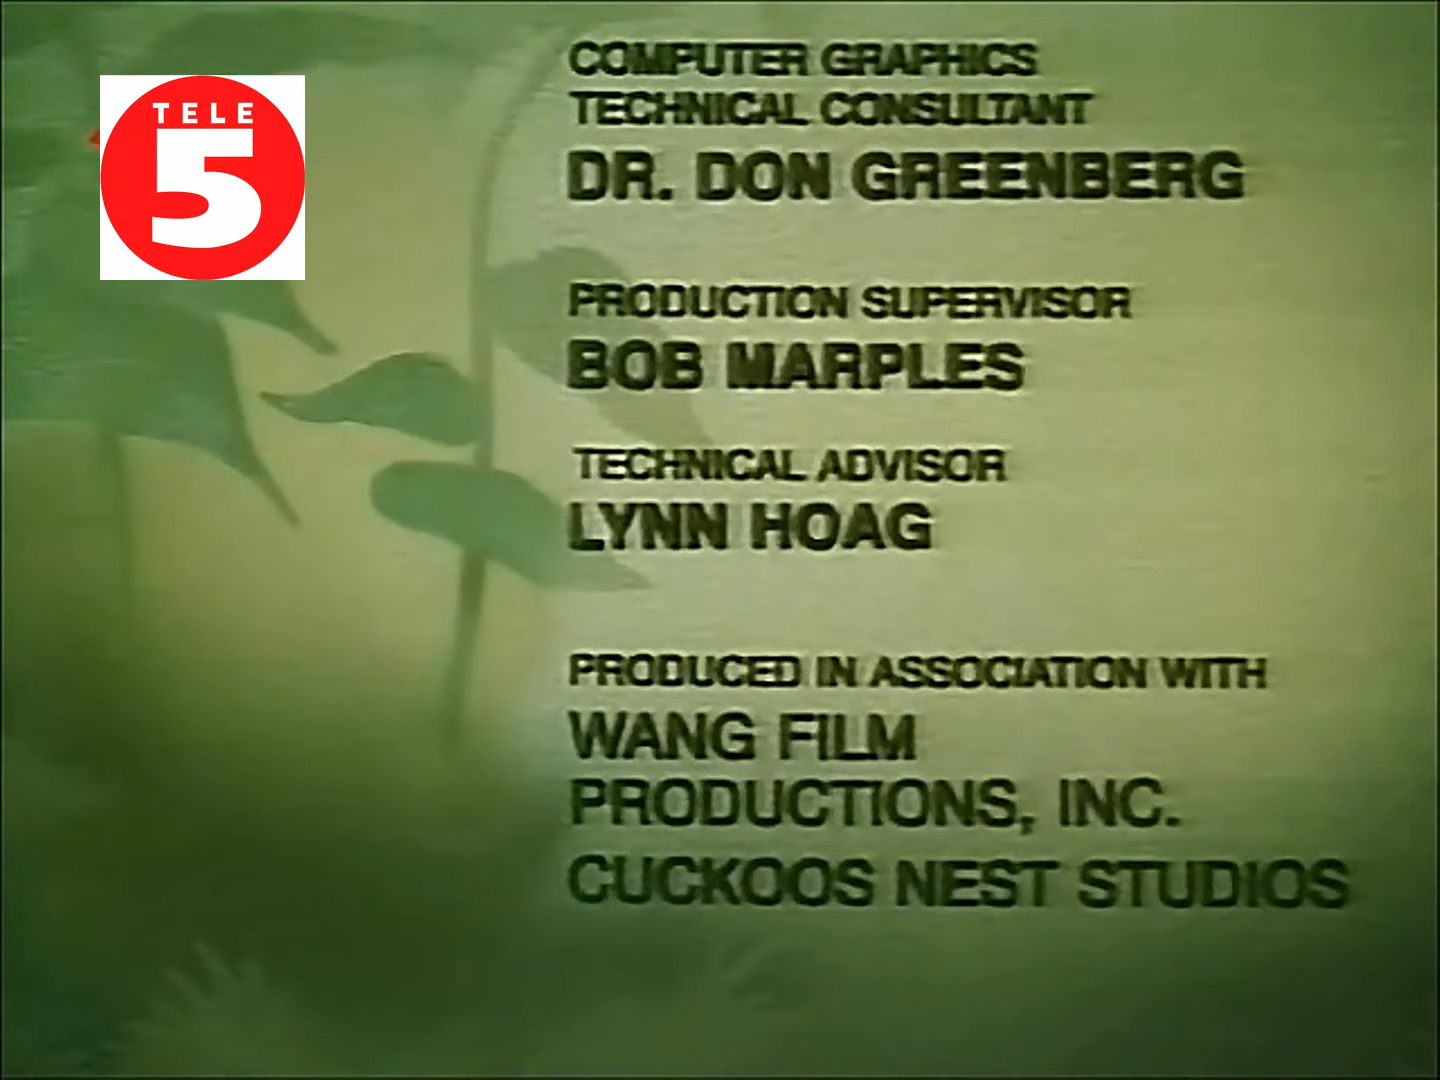 TELE
5
COMPUTER GRAPHICS
TECHNICAL CONSULTANT
DR. DON GREENBERG
PRODUCTION SUPERVISOR
BOB MARPLES
TECHNICAL ADVISOR
LYNN HOAG
PRODUCED IN ASSOCIATION WITH
WANG FILM
PRODUCTIONS, INC.
CUCKOOS NEST STUDIOS